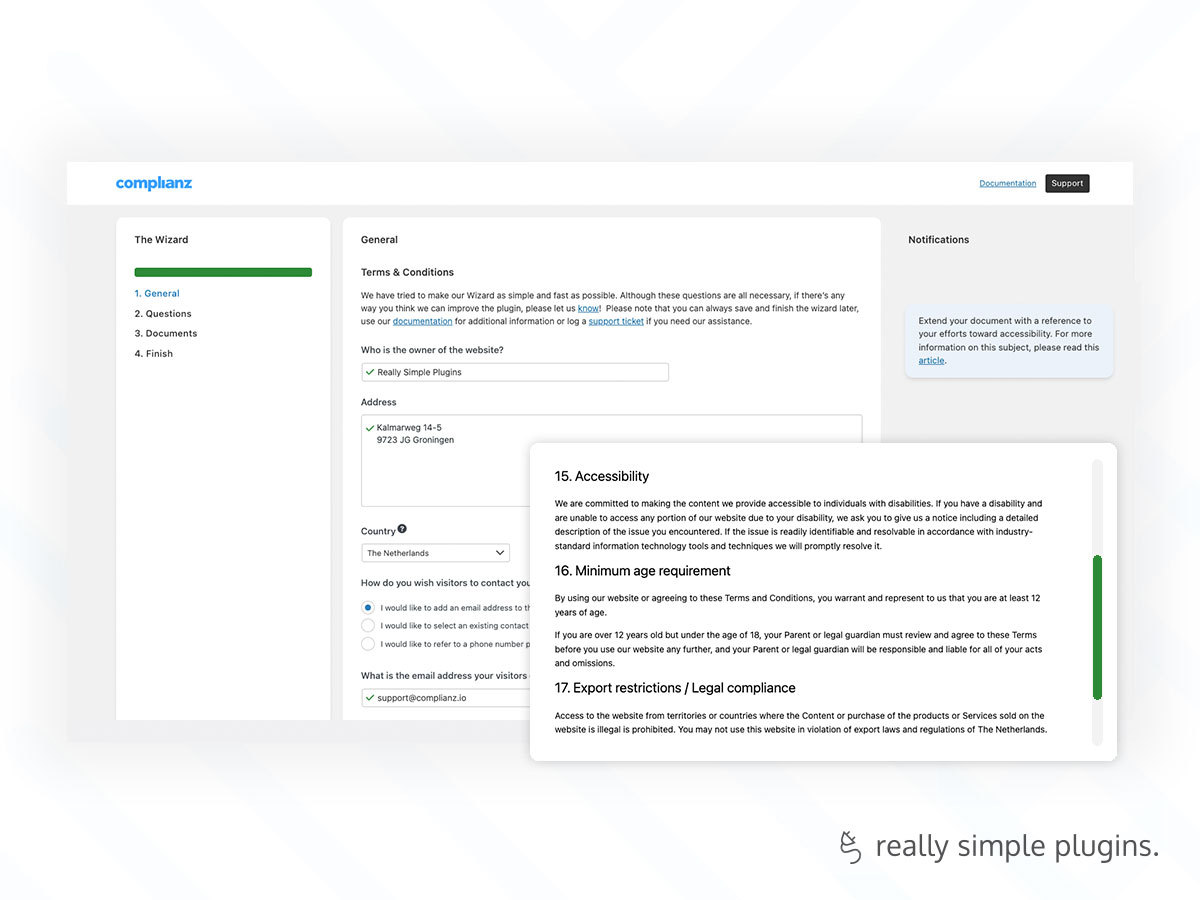 complianz
Documentation
Support
The Wizard
1. General
2. Questions
3. Documents
4. Finish
General
Terms & Conditions
We have tried to make our Wizard as simple and fast as possible. Although these questions are all necessary, if there's any
way you think we can improve the plugin, please let us know! Please note that you can always save and finish the wizard later,
use our documentation for additional information or log a support ticket if you need our assistance.
Who is the owner of the website?
Really Simple Plugins
Address
Kalmarweg 14-5
9723 JG Groningen
Country
The Netherlands
How do you wish visitors to contact you
I would like to add an email address to th
I would like to select an existing contact
I would like to refer to a phone number p
What is the email address your visitors
support@complianz.io
Notifications
Extend your document with a reference to
your efforts toward accessibility. For more
information on this subject, please read this
article.
15. Accessibility
We are committed to making the content we provide accessible to individuals with disabilities. If you have a disability and
are unable to access any portion of our website due to your disability, we ask you to give us a notice including a detailed
description of the issue you encountered. If the issue is readily identifiable and resolvable in accordance with industry-
standard information technology tools and techniques we will promptly resolve it.
16. Minimum age requirement
By using our website or agreeing to these Terms and Conditions, you warrant and represent to us that you are at least 12
years of age.
If you are over 12 years old but under the age of 18, your Parent or legal guardian must review and agree to these Terms
before you use our website any further, and your Parent or legal guardian will be responsible and liable for all of your acts
and omissions.
17. Export restrictions / Legal compliance
Access to the website from territories or countries where the Content or purchase of the products or Services sold on the
website is illegal is prohibited. You may not use this website in violation of export laws and regulations of The Netherlands.
really simple plugins.